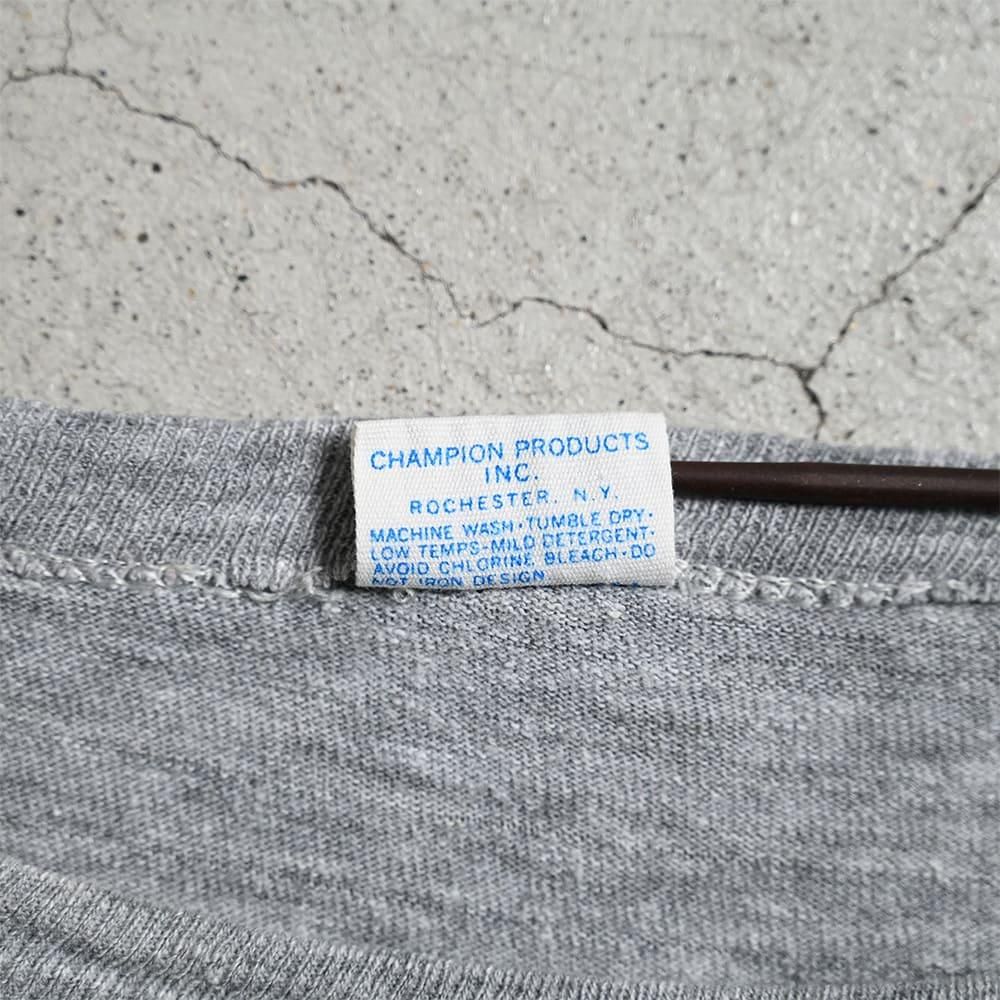 CHAMPION PRODUCTS
INC.
ROCHESTER, N.Y.
MACHINE WASH•TUMBLE DRY•
LOW TEMPS-MILD DETERGENT•
AVOID CHLORINE BLEACH•DO
NOT IRON DESIGN